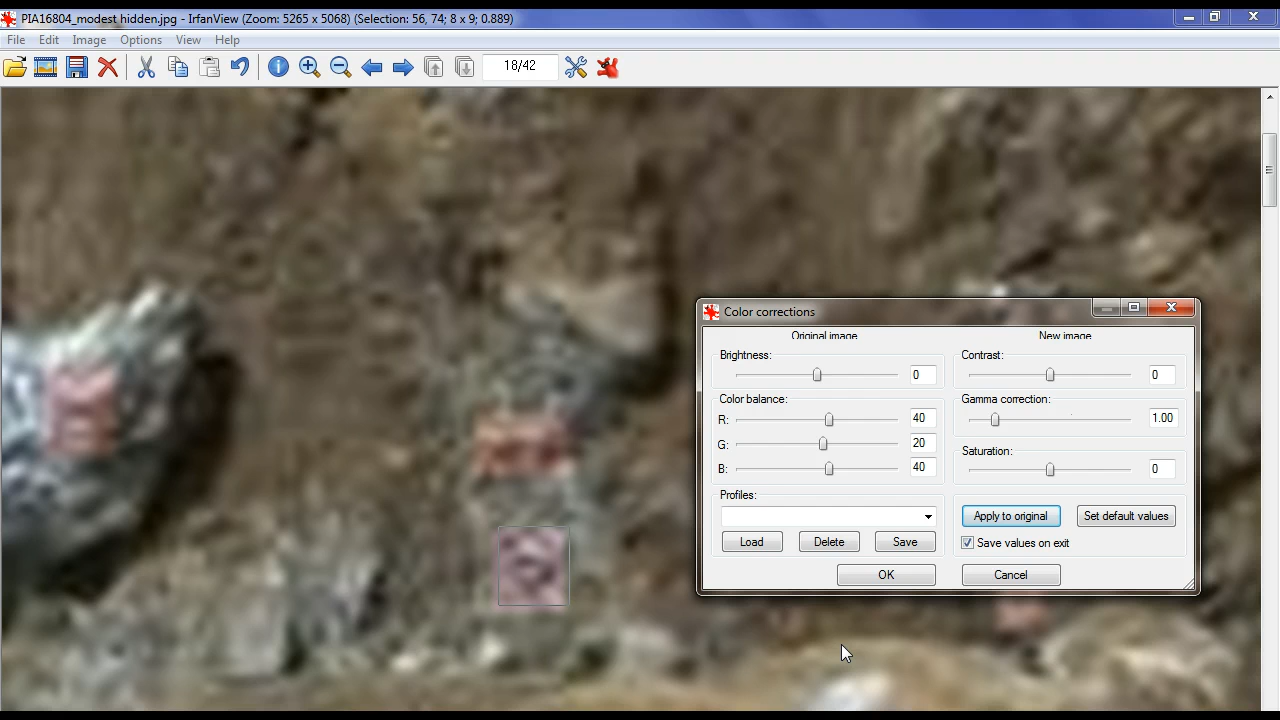 PIA16804_modest hidden.jpg - IrfanView (Zoom: 5265 x 5068) (Selection: 56, 74; 8 x 9; 0.889)
File Edit Image Options View Help
18/42
Color corrections
Original image New image
Brightness: 0
Contrast: 0
Color balance:
R: 40
G: 20
B: 40
Gamma correction: 1.00
Saturation: 0
Profiles:
Load Delete Save
Apply to original Set default values
Save values on exit
OK Cancel